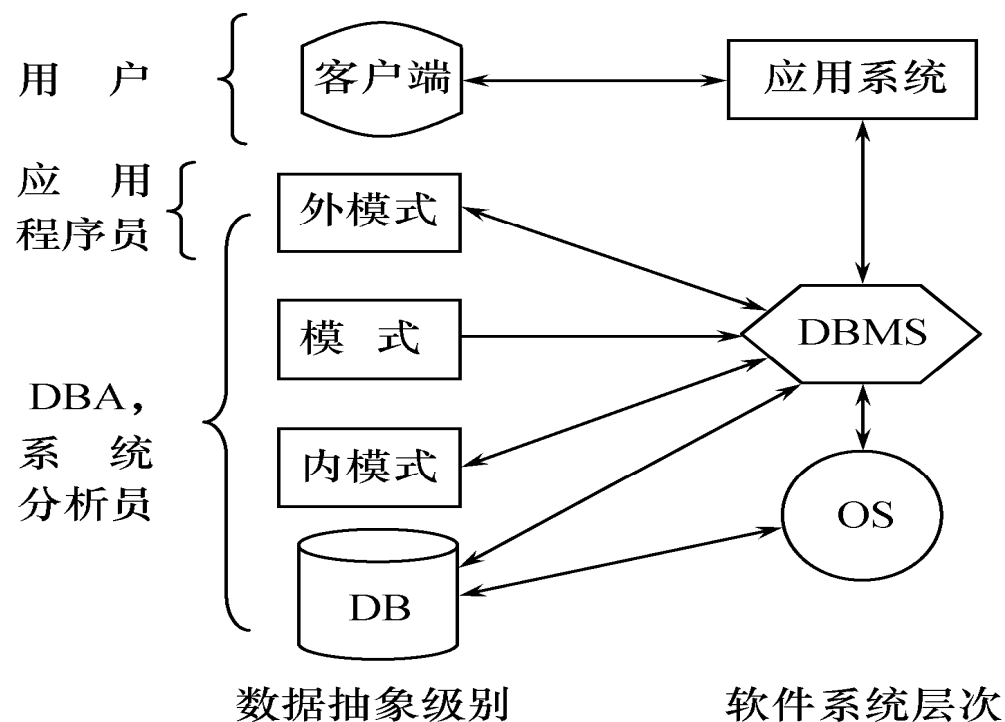 用户
客户端
应用系统
应用
程序员
外模式
模式
DBMS
DBA,
系统
分析员
内模式
OS
DB
数据抽象级别
软件系统层次